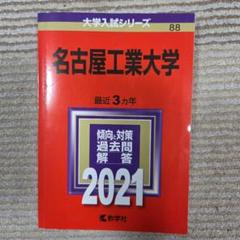 大学入試シリーズ
88
名古屋工業大学
最近3カ年
傾向と対策
過去問
解答
2021
教学社